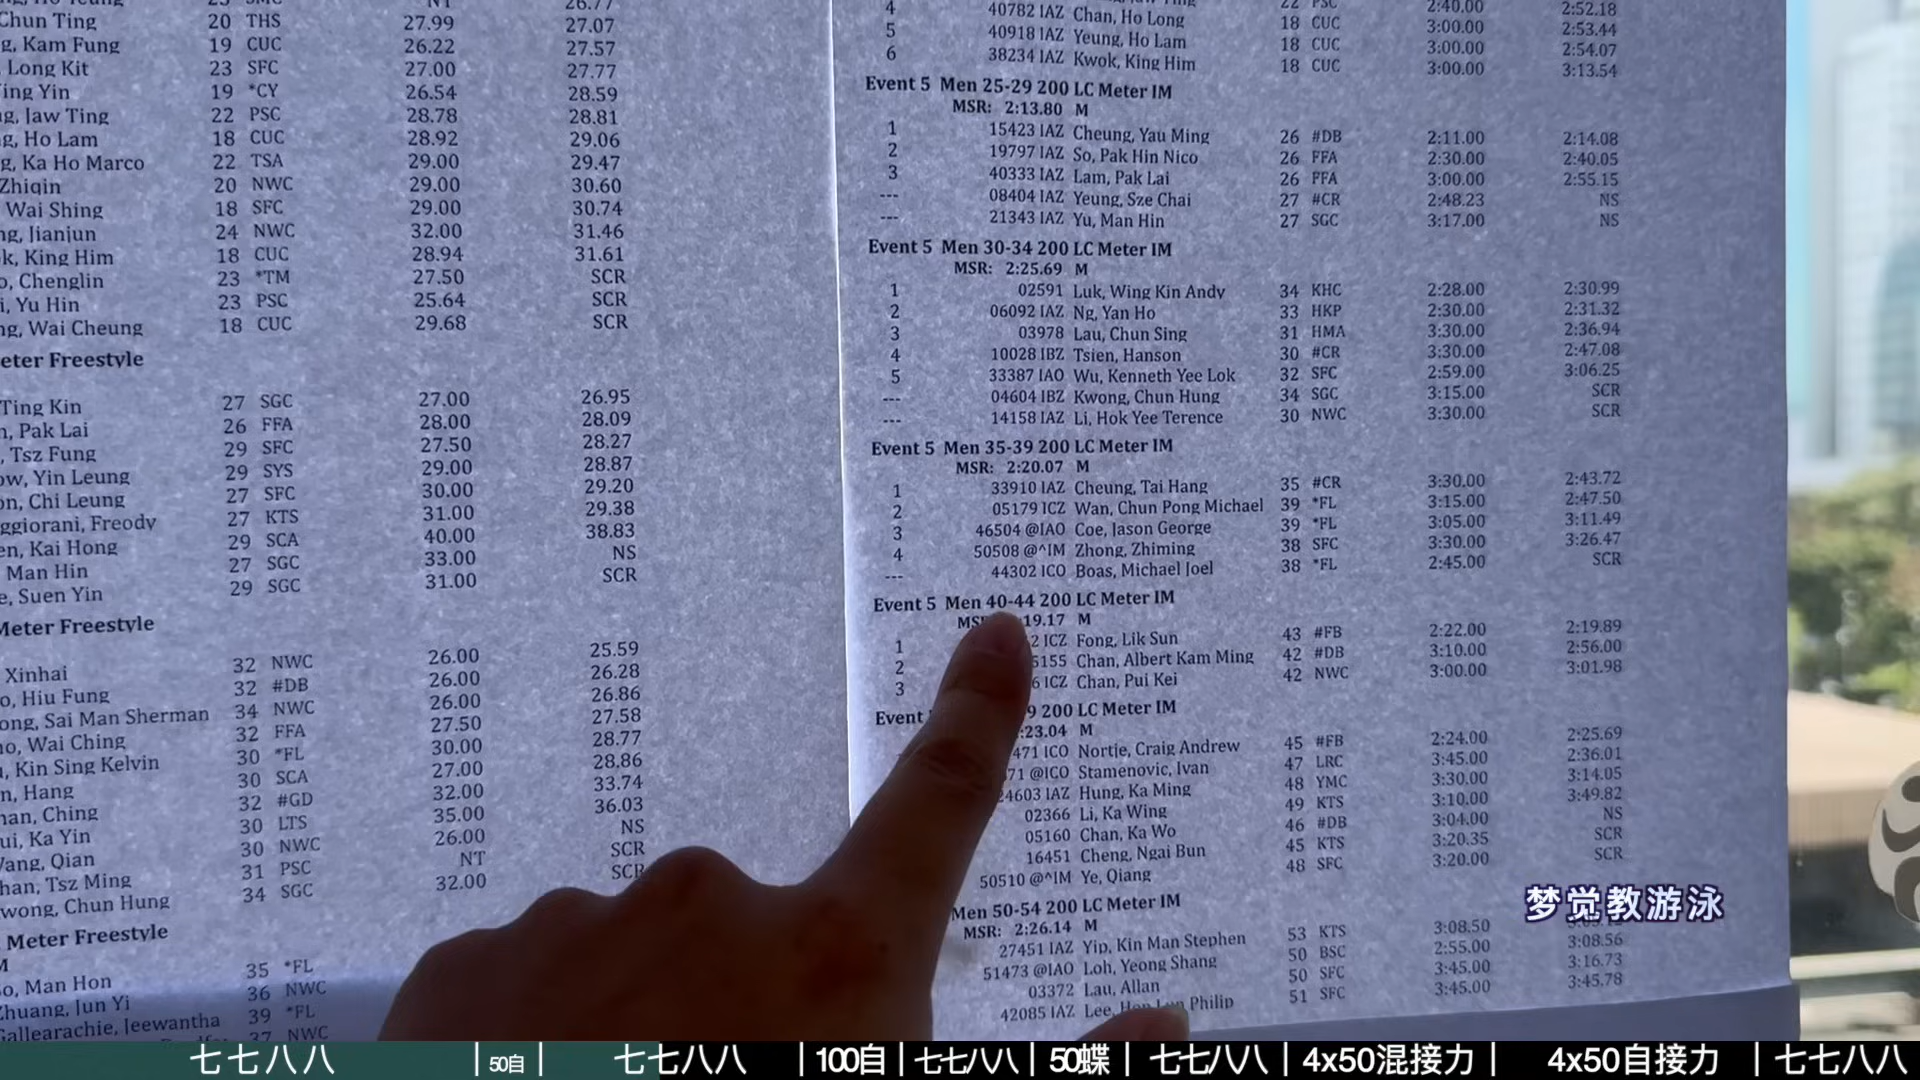 Chun Ting 20 THS 27.99 27.07
g, Kam Fung 19 CUC 26.22 27.57
, Long Kit 23 SFC 27.00 27.77
ing Yin 19 *CY 26.54 28.59
g, Jaw Ting 22 PSC 28.78 28.81
g, Ho Lam 18 CUC 28.92 29.06
g, Ka Ho Marco 22 TSA 29.00 29.47
Zhiqin 20 NWC 29.00 30.60
Wai Shing 18 SFC 29.00 30.74
ng, Jianjun 24 NWC 32.00 31.46
k, King Him 18 CUC 28.94 31.61
o, Chenglin 23 *TM 27.50 SCR
i, Yu Hin 23 PSC 25.64 SCR
ng, Wai Cheung 18 CUC 29.68 SCR
eter Freestyle
Ting Kin 27 SGC 27.00 26.95
n, Pak Lai 26 FFA 28.00 28.09
, Tsz Fung 29 SFC 27.50 28.27
ow, Yin Leung 29 SYS 29.00 28.87
on, Chi Leung 27 SFC 30.00 29.20
ggiorani, Freody 27 KTS 31.00 29.38
en, Kai Hong 29 SCA 40.00 38.83
Man Hin 27 SGC 33.00 NS
e, Suen Yin 29 SGC 31.00 SCR
Meter Freestyle
Xinhai 32 NWC 26.00 25.59
o, Hiu Fung 32 #DB 26.00 26.28
ong, Sai Man Sherman 34 NWC 26.00 26.86
ho, Wai Ching 32 FFA 27.50 27.58
u, Kin Sing Kelvin 30 *FL 30.00 28.77
n, Hang 30 SCA 27.00 28.86
han, Ching 32 #GD 32.00 33.74
ui, Ka Yin 30 LTS 35.00 36.03
Vang, Qian 30 NWC 26.00 NS
han, Tsz Ming 31 PSC NT SCR
wong, Chun Hung 34 SGC 32.00 SCR
Meter Freestyle
M
o, Man Hon 35 *FL
Zhuang, Jun Yi 36 NWC
Gallearachie, Jeewantha 39 *FL
37 NWC
4 40782 IAZ Chan, Ho Long 18 CUC 3:00.00 2:53.44
5 40918 IAZ Yeung, Ho Lam 18 CUC 3:00.00 2:54.07
6 38234 IAZ Kwok, King Him 18 CUC 3:00.00 3:13.54
Event 5 Men 25-29 200 LC Meter IM
MSR: 2:13.80 M
1 15423 IAZ Cheung, Yau Ming 26 #DB 2:11.00 2:14.08
2 19797 IAZ So, Pak Hin Nico 26 FFA 2:30.00 2:40.05
3 40333 IAZ Lam, Pak Lai 26 FFA 3:00.00 2:55.15
--- 08404 IAZ Yeung, Sze Chai 27 #CR 2:48.23 NS
--- 21343 IAZ Yu, Man Hin 27 SGC 3:17.00 NS
Event 5 Men 30-34 200 LC Meter IM
MSR: 2:25.69 M
1 02591 Luk, Wing Kin Andy 34 KHC 2:28.00 2:30.99
2 06092 IAZ Ng, Yan Ho 33 HKP 2:30.00 2:31.32
3 03978 Lau, Chun Sing 31 HMA 3:30.00 2:36.94
4 10028 IBZ Tsien, Hanson 30 #CR 3:30.00 2:47.08
5 33387 IAO Wu, Kenneth Yee Lok 32 SFC 2:59.00 3:06.25
--- 04604 IBZ Kwong, Chun Hung 34 SGC 3:15.00 SCR
--- 14158 IAZ Li, Hok Yee Terence 30 NWC 3:30.00 SCR
Event 5 Men 35-39 200 LC Meter IM
MSR: 2:20.07 M
1 33910 IAZ Cheung, Tai Hang 35 #CR 3:30.00 2:43.72
2 05179 ICZ Wan, Chun Pong Michael 39 *FL 3:15.00 2:47.50
3 46504 @IAO Coe, Jason George 39 *FL 3:05.00 3:11.49
4 50508 @^IM Zhong, Zhiming 38 SFC 3:30.00 3:26.47
--- 44302 ICO Boas, Michael Joel 38 *FL 2:45.00 SCR
Event 5 Men 40-44 200 LC Meter IM
MS 19.17 M
1 2 ICZ Fong, Lik Sun 43 #FB 2:22.00 2:19.89
2 5155 Chan, Albert Kam Ming 42 #DB 3:10.00 2:56.00
3 6 ICZ Chan, Pui Kei 42 NWC 3:00.00 3:01.98
Event 9 200 LC Meter IM
:23.04 M
471 ICO Nortje, Craig Andrew 45 #FB 2:24.00 2:25.69
71 @ICO Stamenovic, Ivan 47 LRC 3:45.00 2:36.01
24603 IAZ Hung, Ka Ming 48 YMC 3:30.00 3:14.05
02366 Li, Ka Wing 49 KTS 3:10.00 3:49.82
05160 Chan, Ka Wo 46 #DB 3:04.00 NS
16451 Cheng, Ngai Bun 45 KTS 3:20.35 SCR
50510 @^IM Ye, Qiang 48 SFC 3:20.00 SCR
Men 50-54 200 LC Meter IM
MSR: 2:26.14 M
27451 IAZ Yip, Kin Man Stephen 53 KTS 3:08.50
51473 @IAO Loh, Yeong Shang 50 BSC 2:55.00 3:08.56
03372 Lau, Allan 50 SFC 3:45.00 3:16.73
42085 IAZ Lee, Philip 51 SFC 3:45.00 3:45.78
梦觉教游泳
七七八八 | 50自 | 七七八八 | 100自 | 七七八八 | 50蝶 | 七七八八 | 4x50混接力 | 4x50自接力 | 七七八八